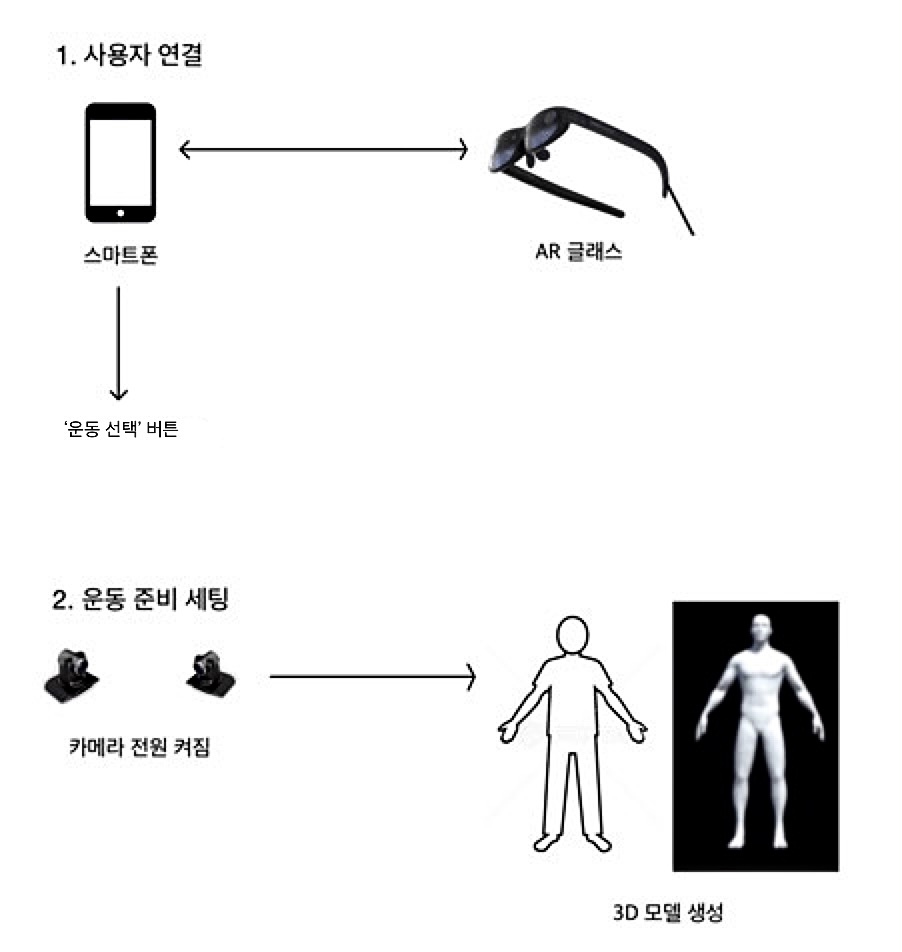 1. 사용자 연결
스마트폰
AR 글래스
‘운동 선택’ 버튼
2. 운동 준비 세팅
카메라 전원 켜짐
3D 모델 생성